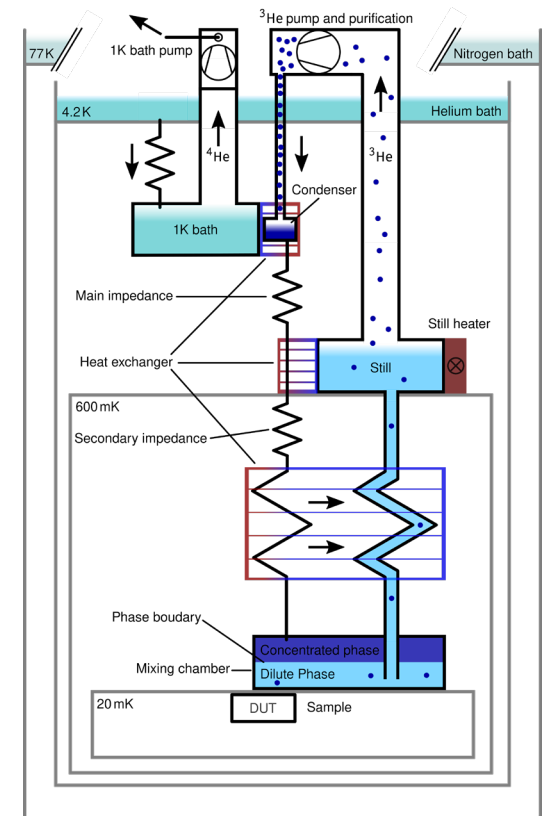 ³He pump and purification
77 K
1K bath pump
Nitrogen bath
4.2 K
Helium bath
⁴He
³He
Condenser
1K bath
Main impedance
Still heater
Heat exchanger
Still
600 mK
Secondary impedance
Phase boudary
Concentrated phase
Mixing chamber
Dilute Phase
20 mK
DUT
Sample